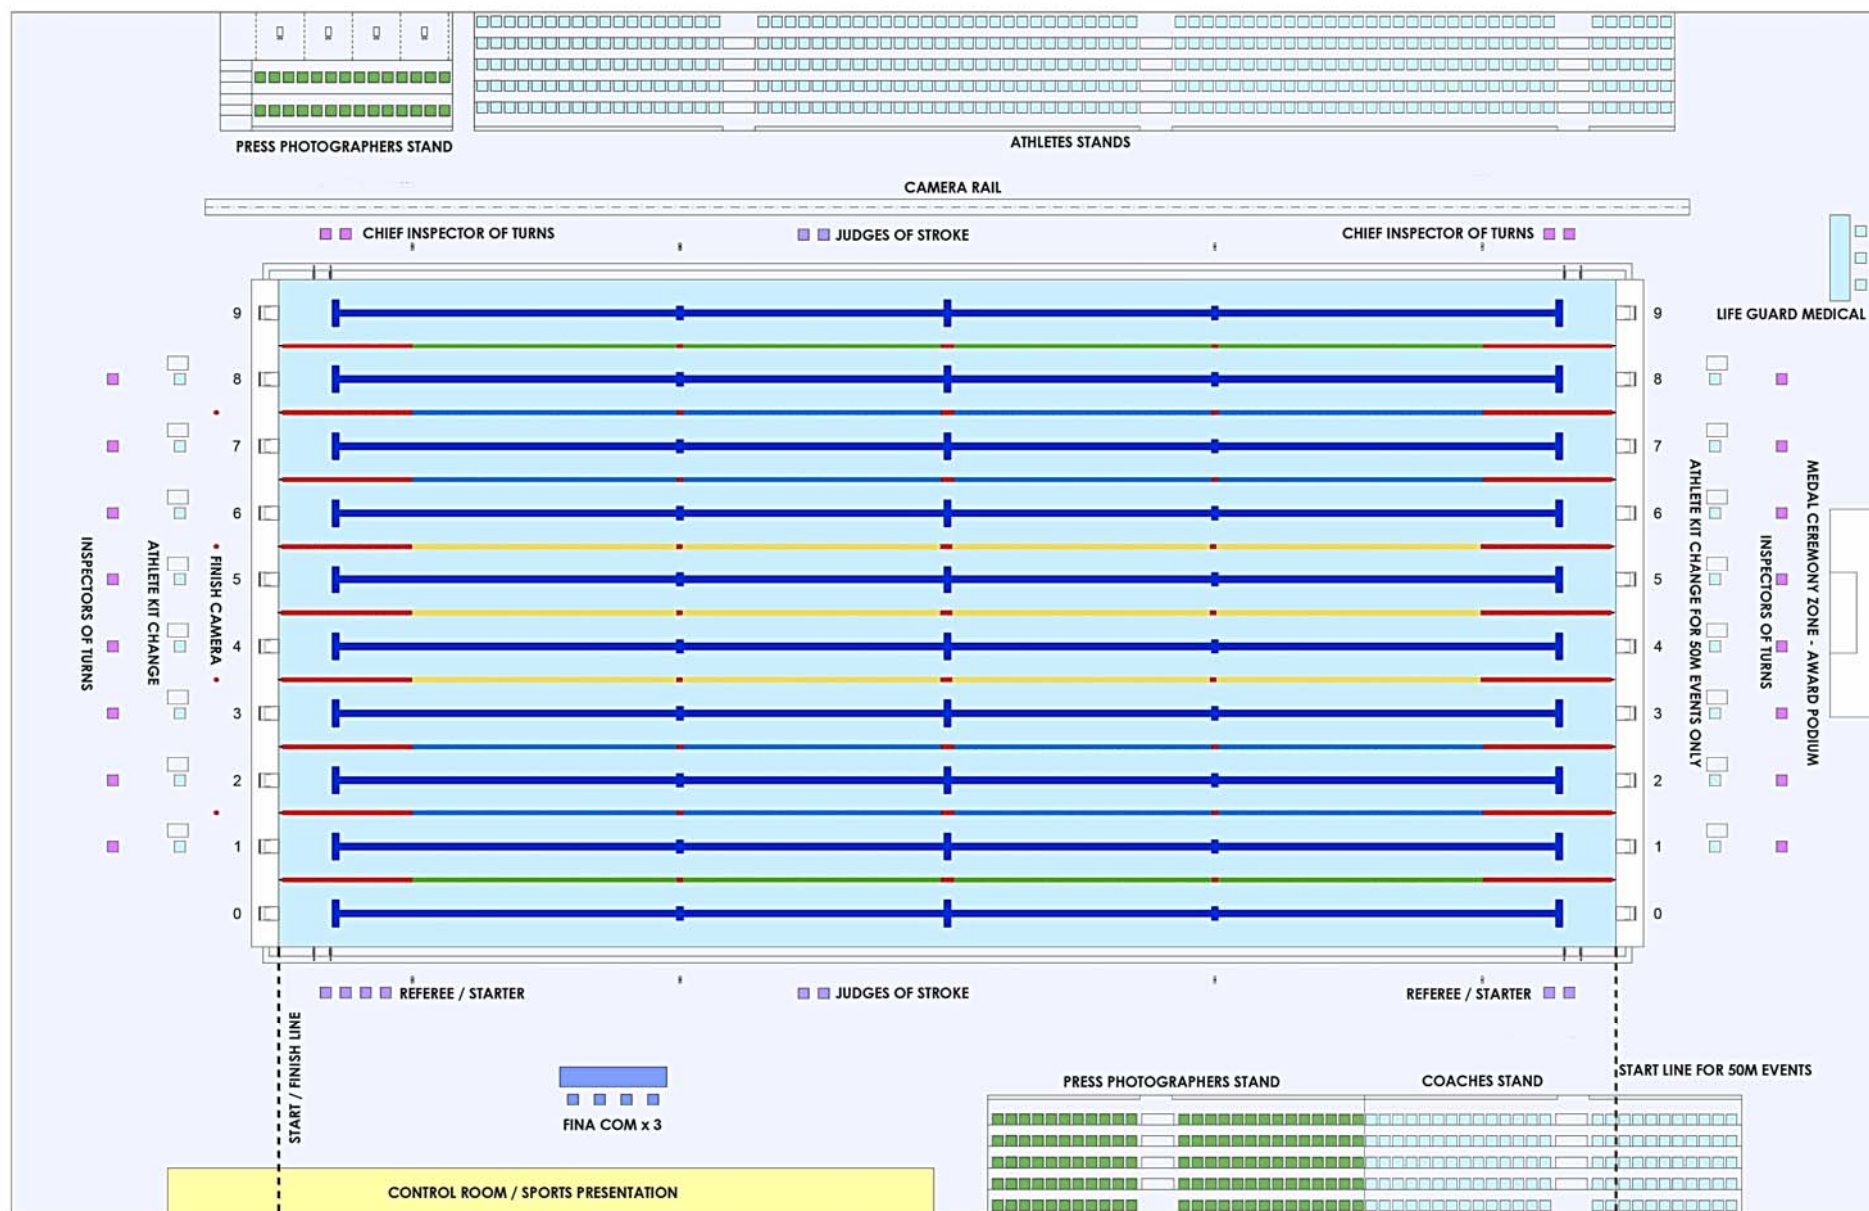 PRESS PHOTOGRAPHERS STAND
ATHLETES STANDS
CAMERA RAIL
CHIEF INSPECTOR OF TURNS
JUDGES OF STROKE
CHIEF INSPECTOR OF TURNS
LIFE GUARD MEDICAL
9
9
8
8
7
7
6
6
5
5
4
4
3
3
2
2
1
1
0
0
INSPECTORS OF TURNS
ATHLETE KIT CHANGE
FINISH CAMERA
ATHLETE KIT CHANGE FOR 50M EVENTS ONLY
INSPECTORS OF TURNS
MEDAL CEREMONY ZONE - AWARD PODIUM
REFEREE / STARTER
JUDGES OF STROKE
REFEREE / STARTER
START / FINISH LINE
START LINE FOR 50M EVENTS
PRESS PHOTOGRAPHERS STAND
COACHES STAND
FINA COM x 3
CONTROL ROOM / SPORTS PRESENTATION